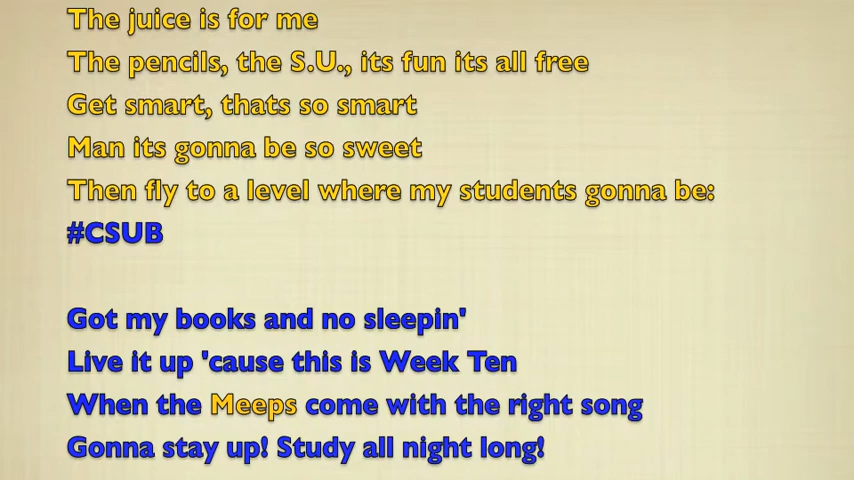 The juice is for me
The pencils, the S.U., its fun its all free
Get smart, thats so smart
Man its gonna be so sweet
Then fly to a level where my students gonna be:
#CSUB
Got my books and no sleepin'
Live it up 'cause this is Week Ten
When the Meeps come with the right song
Gonna stay up! Study all night long!